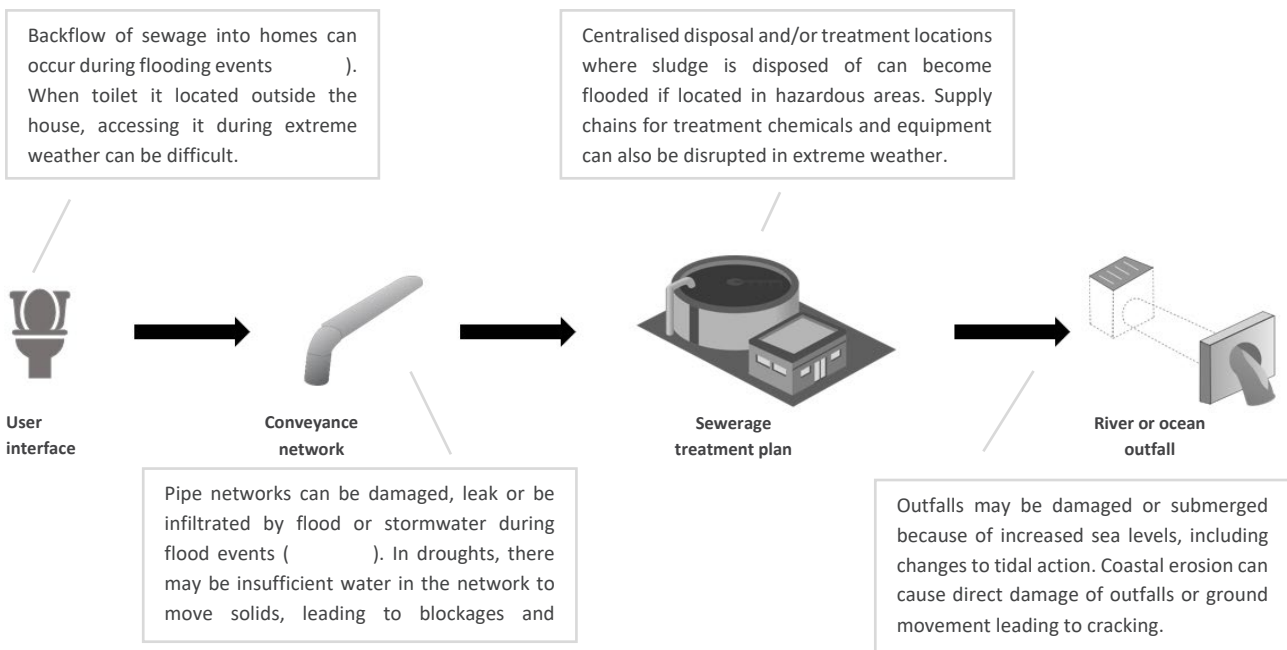 Backflow of sewage into homes can
occur during flooding events ).
When toilet it located outside the
house, accessing it during extreme
weather can be difficult.
Centralised disposal and/or treatment locations
where sludge is disposed of can become
flooded if located in hazardous areas. Supply
chains for treatment chemicals and equipment
can also be disrupted in extreme weather.
User
interface
Conveyance
network
Sewerage
treatment plan
River or ocean
outfall
Pipe networks can be damaged, leak or be
infiltrated by flood or stormwater during
flood events ( ). In droughts, there
may be insufficient water in the network to
move solids, leading to blockages and
Outfalls may be damaged or submerged
because of increased sea levels, including
changes to tidal action. Coastal erosion can
cause direct damage of outfalls or ground
movement leading to cracking.